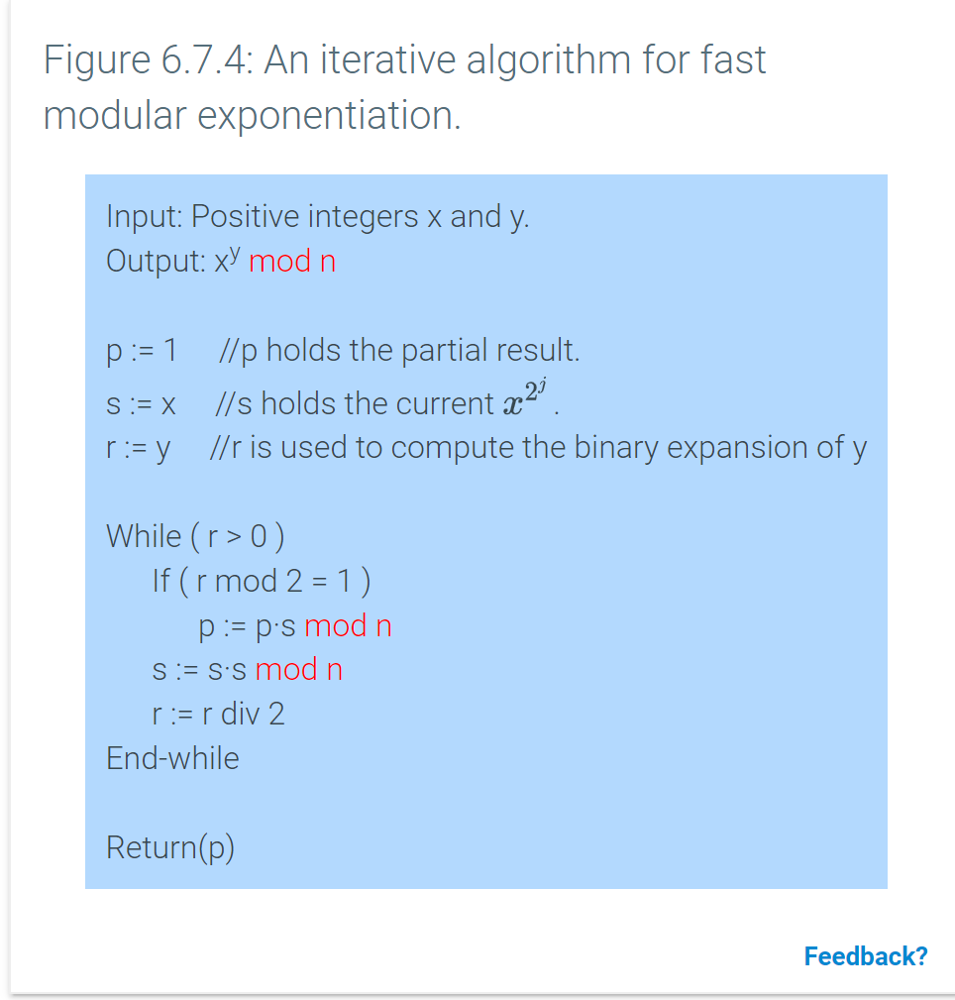 Figure 6.7.4: An iterative algorithm for fast
modular exponentiation.
Input: Positive integers x and y.
Output: xʸ mod n
p := 1 //p holds the partial result.
s := x //s holds the current x^{2^j}.
r := y //r is used to compute the binary expansion of y
While ( r > 0 )
If ( r mod 2 = 1 )
p := p·s mod n
s := s·s mod n
r := r div 2
End-while
Return(p)
Feedback?